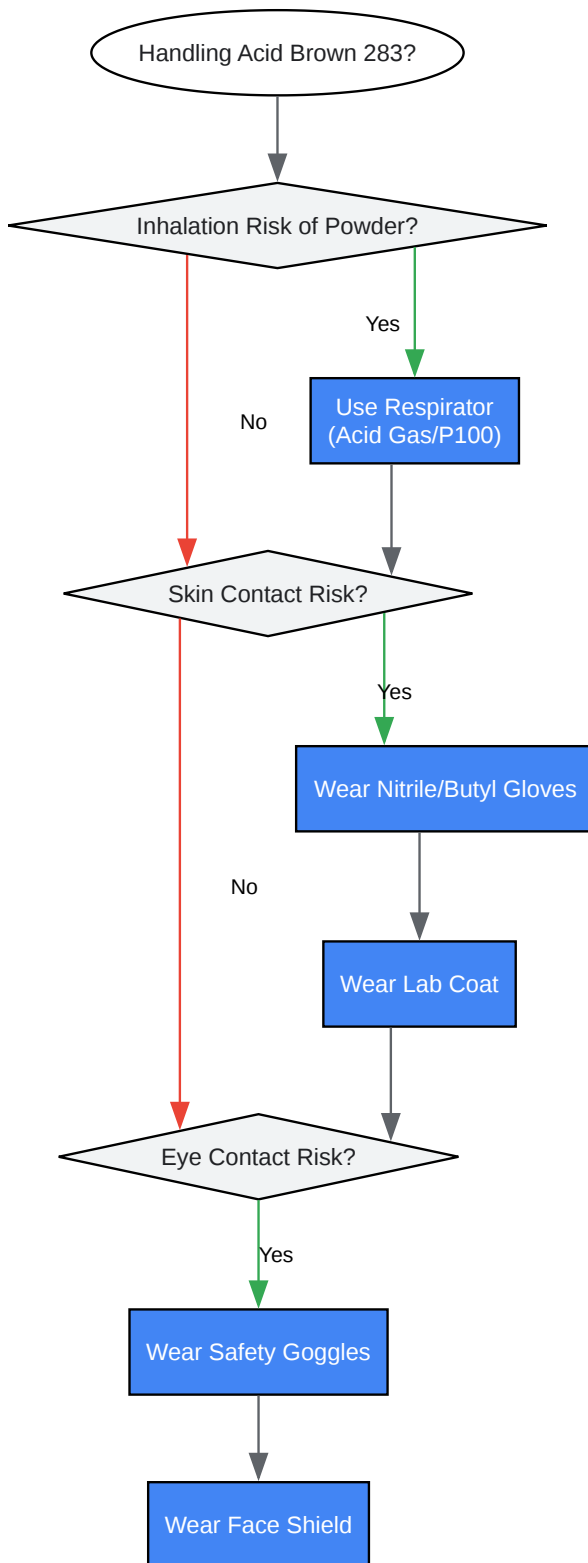 Handling Acid Brown 283?
Inhalation Risk of Powder?
Yes
Use Respirator
(Acid Gas/P100)
No
Skin Contact Risk?
Yes
Wear Nitrile/Butyl Gloves
No
Wear Lab Coat
Eye Contact Risk?
Yes
Wear Safety Goggles
Wear Face Shield